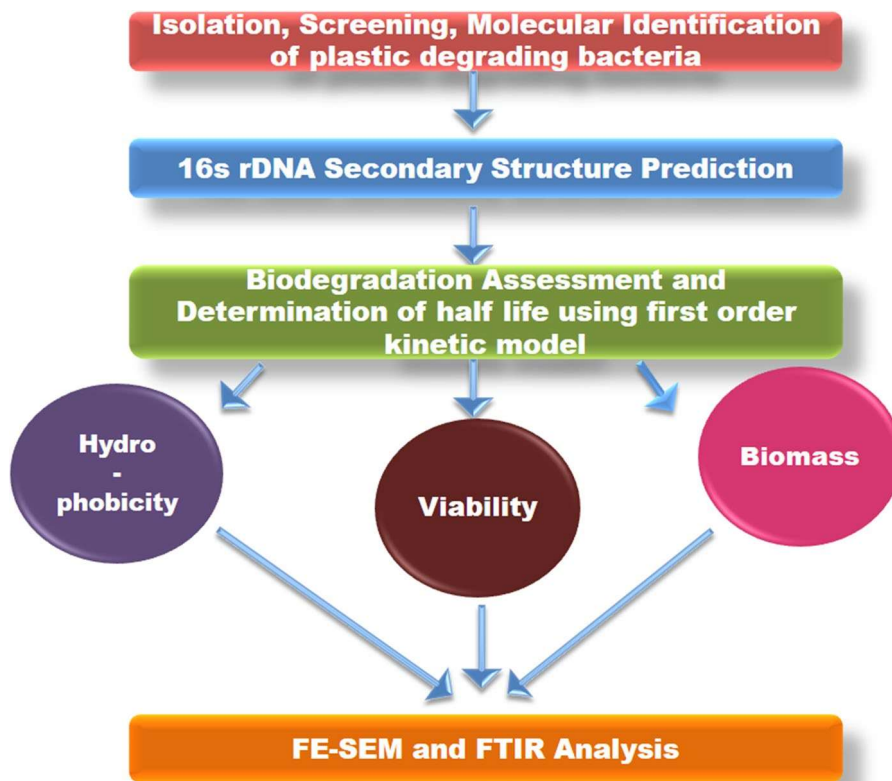 Isolation, Screening, Molecular Identification
of plastic degrading bacteria
16s rDNA Secondary Structure Prediction
Biodegradation Assessment and
Determination of half life using first order
kinetic model
Hydro
-
phobicity
Viability
Biomass
FE-SEM and FTIR Analysis